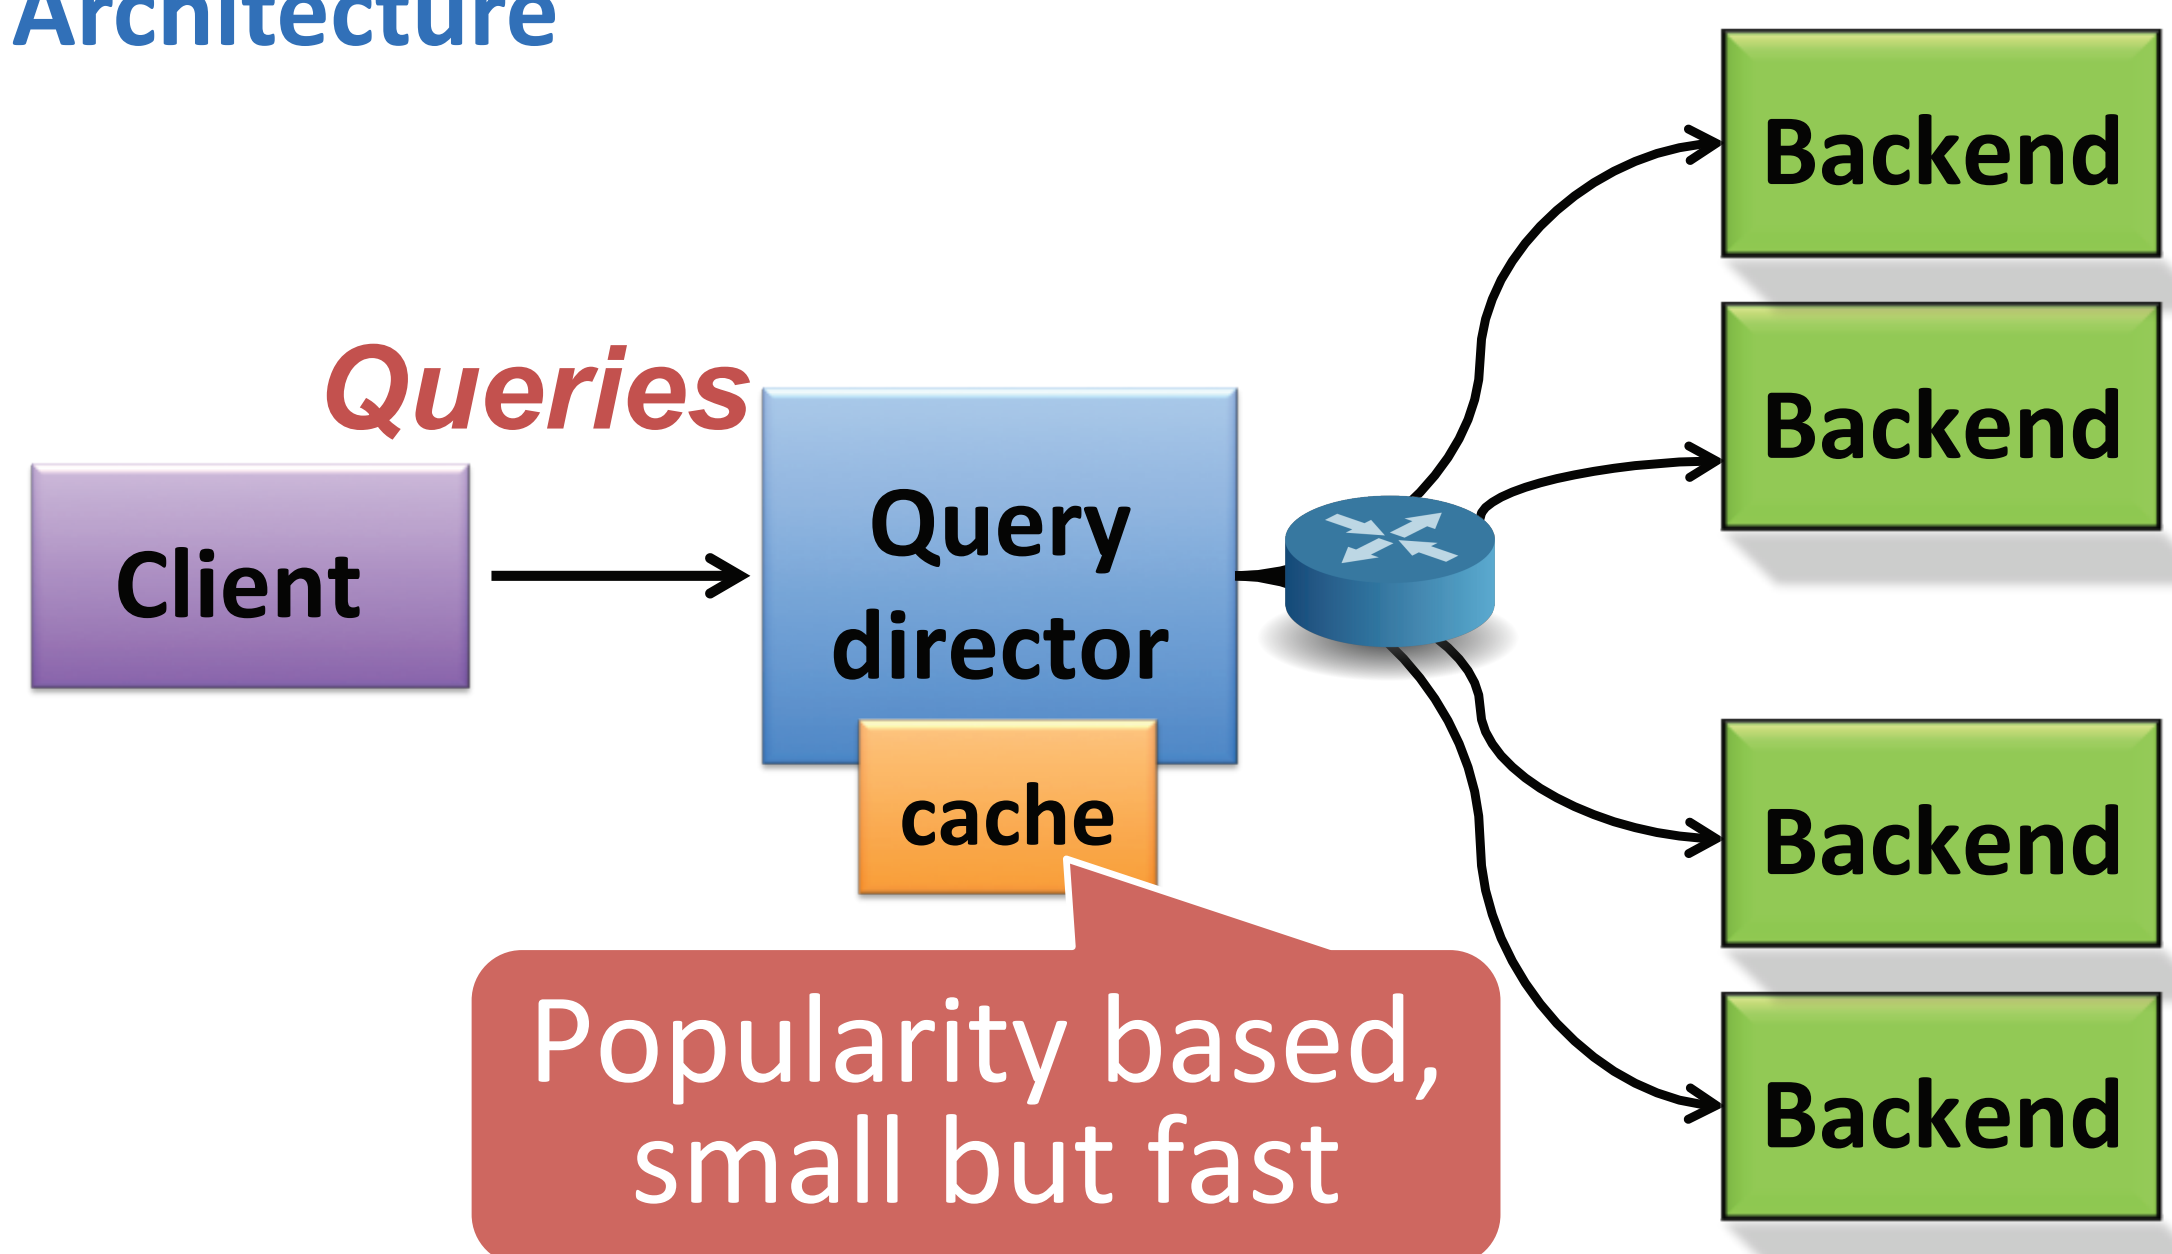 Architecture
Backend
Backend
Queries
Client
Query
director
cache
Backend
Backend
Popularity based,
small but fast